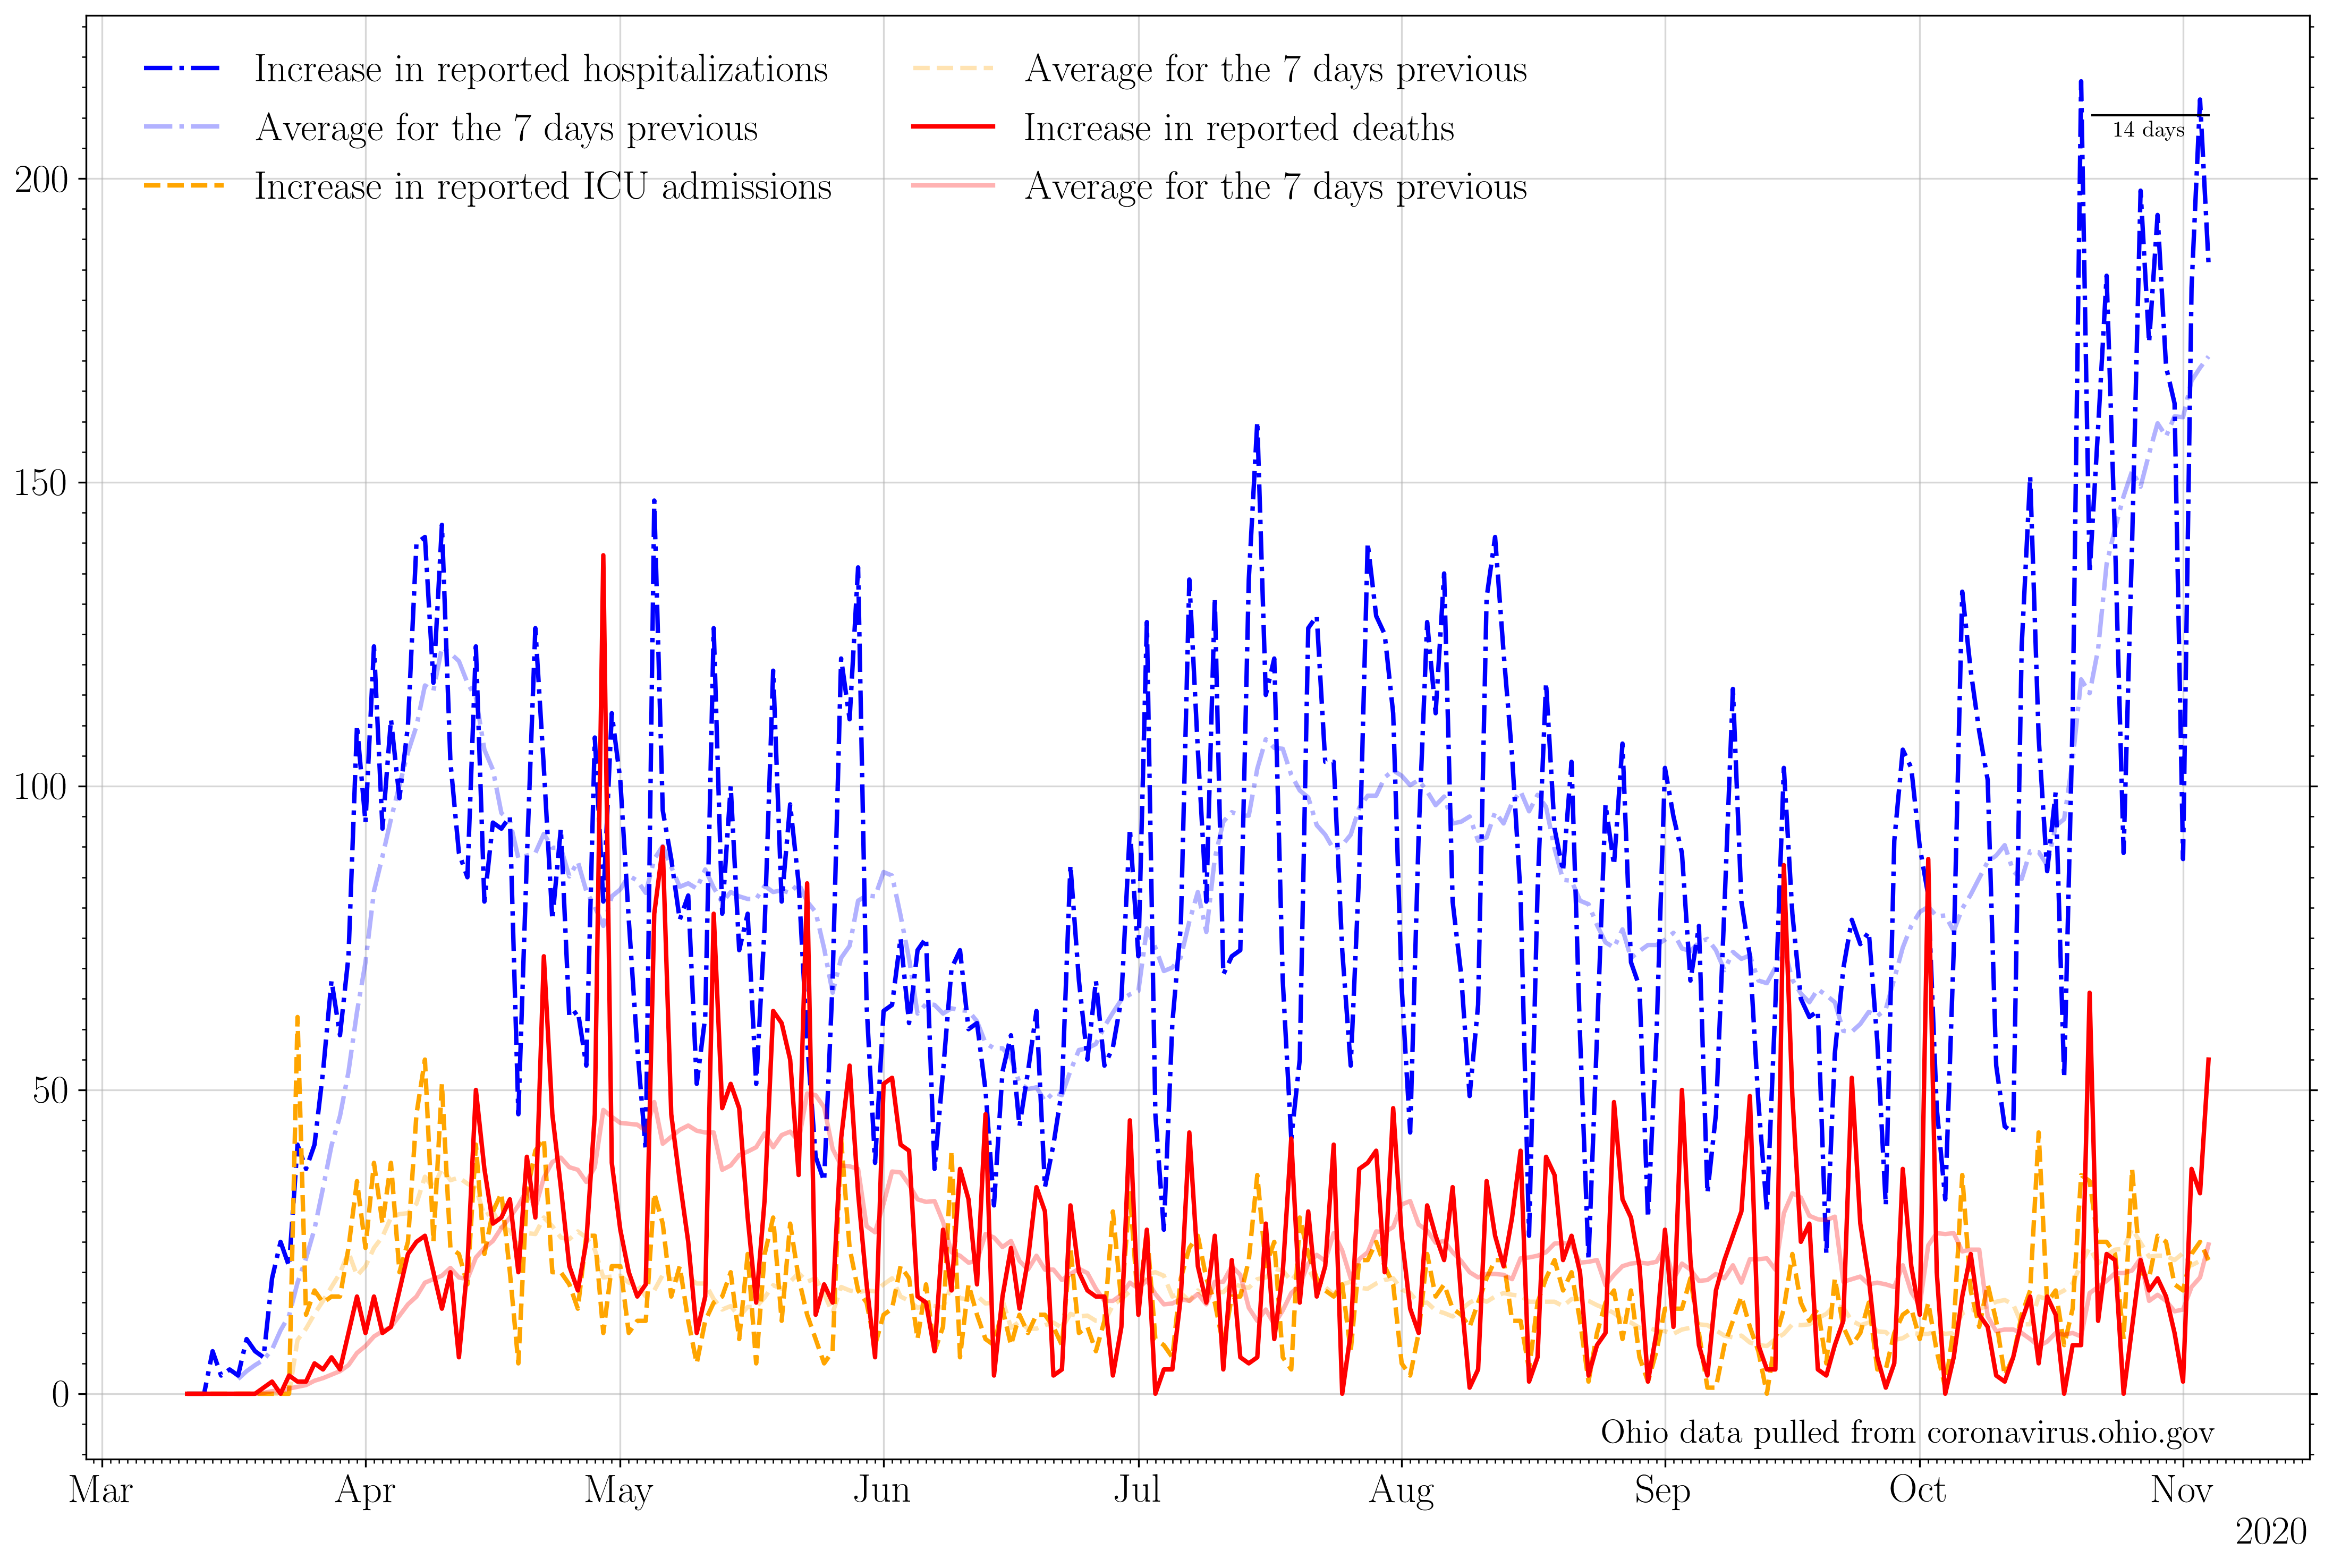 Increase in reported hospitalizations
Average for the 7 days previous
Increase in reported ICU admissions
Average for the 7 days previous
Increase in reported deaths
Average for the 7 days previous
14 days
200
150
100
50
0
Ohio data pulled from coronavirus.ohio.gov
Mar Apr May Jun Jul Aug Sep Oct Nov
2020